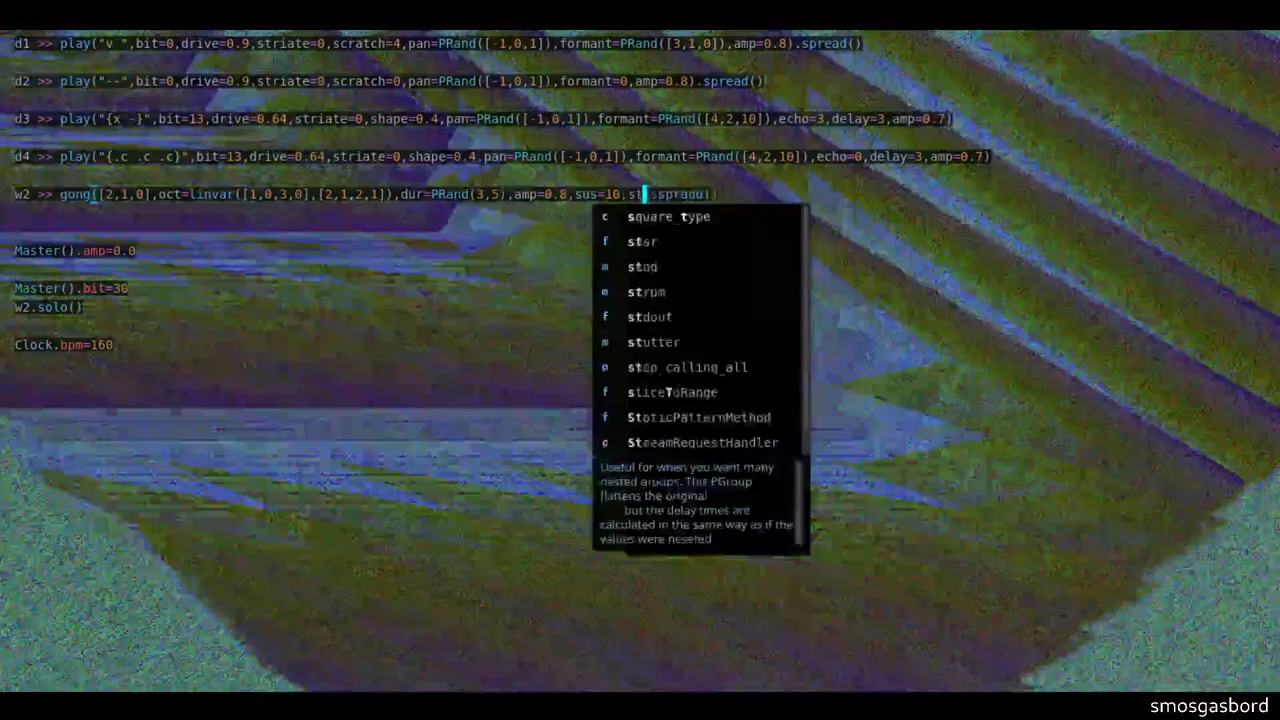 d1 >> play("v ",bit=0,drive=0.9,striate=0,scratch=4,pan=PRand([-1,0,1]),formant=PRand([3,1,0]),amp=0.8).spread()
d2 >> play("--",bit=0,drive=0.9,striate=0,scratch=0,pan=PRand([-1,0,1]),formant=0,amp=0.8).spread()
d3 >> play("{x -}",bit=13,drive=0.64,striate=0,shape=0.4,pan=PRand([-1,0,1]),formant=PRand([4,2,10]),echo=3,delay=3,amp=0.7)
d4 >> play("{.c .c .c}",bit=13,drive=0.64,striate=0,shape=0.4,pan=PRand([-1,0,1]),formant=PRand([4,2,10]),echo=0,delay=3,amp=0.7)
w2 >> gong([2,1,0],oct=linvar([1,0,3,0],[2,1,2,1]),dur=PRand(3,5),amp=0.8,sus=10,st
c square_type
f
m
strum
f stdout
m stutter
stop_calling_all
f sliceToRange
f StaticPatternMethod
StreamRequestHandler
Useful for when you want many
nested groups. This PGroup
flattens the original
but the delay times are
calculated in the same way as if the
values were neseted
Master().amp=0.0
Master().bit=30
w2.solo()
Clock.bpm=160
smosgasbord